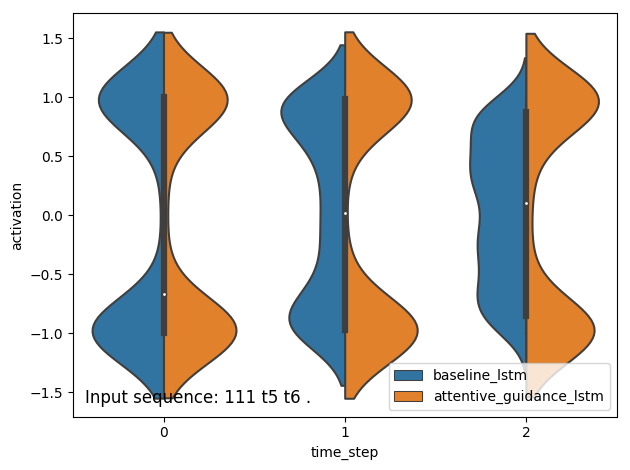 1.5
1.0
0.5
0.0
−0.5
−1.0
−1.5
activation
Input sequence: 111 t5 t6 .
baseline_lstm
attentive_guidance_lstm
0
1
2
time_step